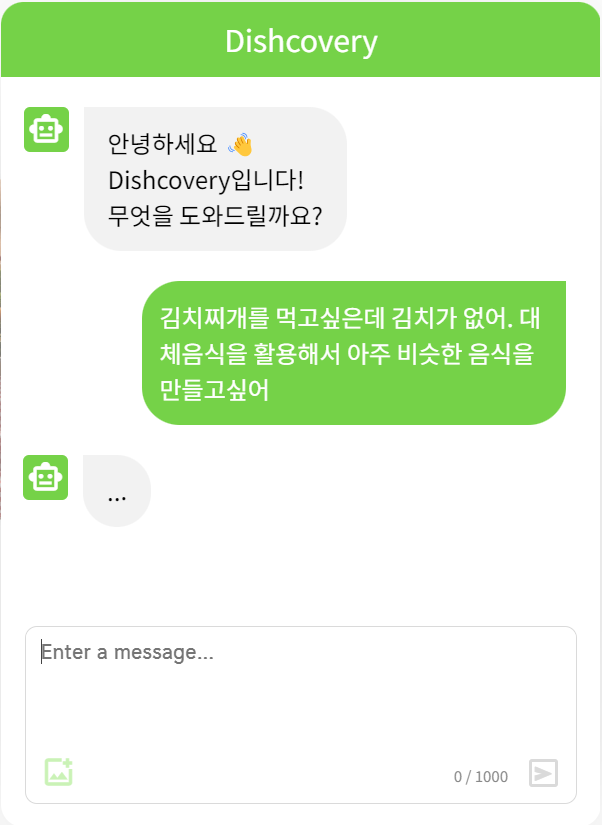 Dishcovery
안녕하세요 👋
Dishcovery입니다!
무엇을 도와드릴까요?
김치찌개를 먹고싶은데 김치가 없어. 대
체음식을 활용해서 아주 비슷한 음식을
만들고싶어
...
Enter a message...
0 / 1000